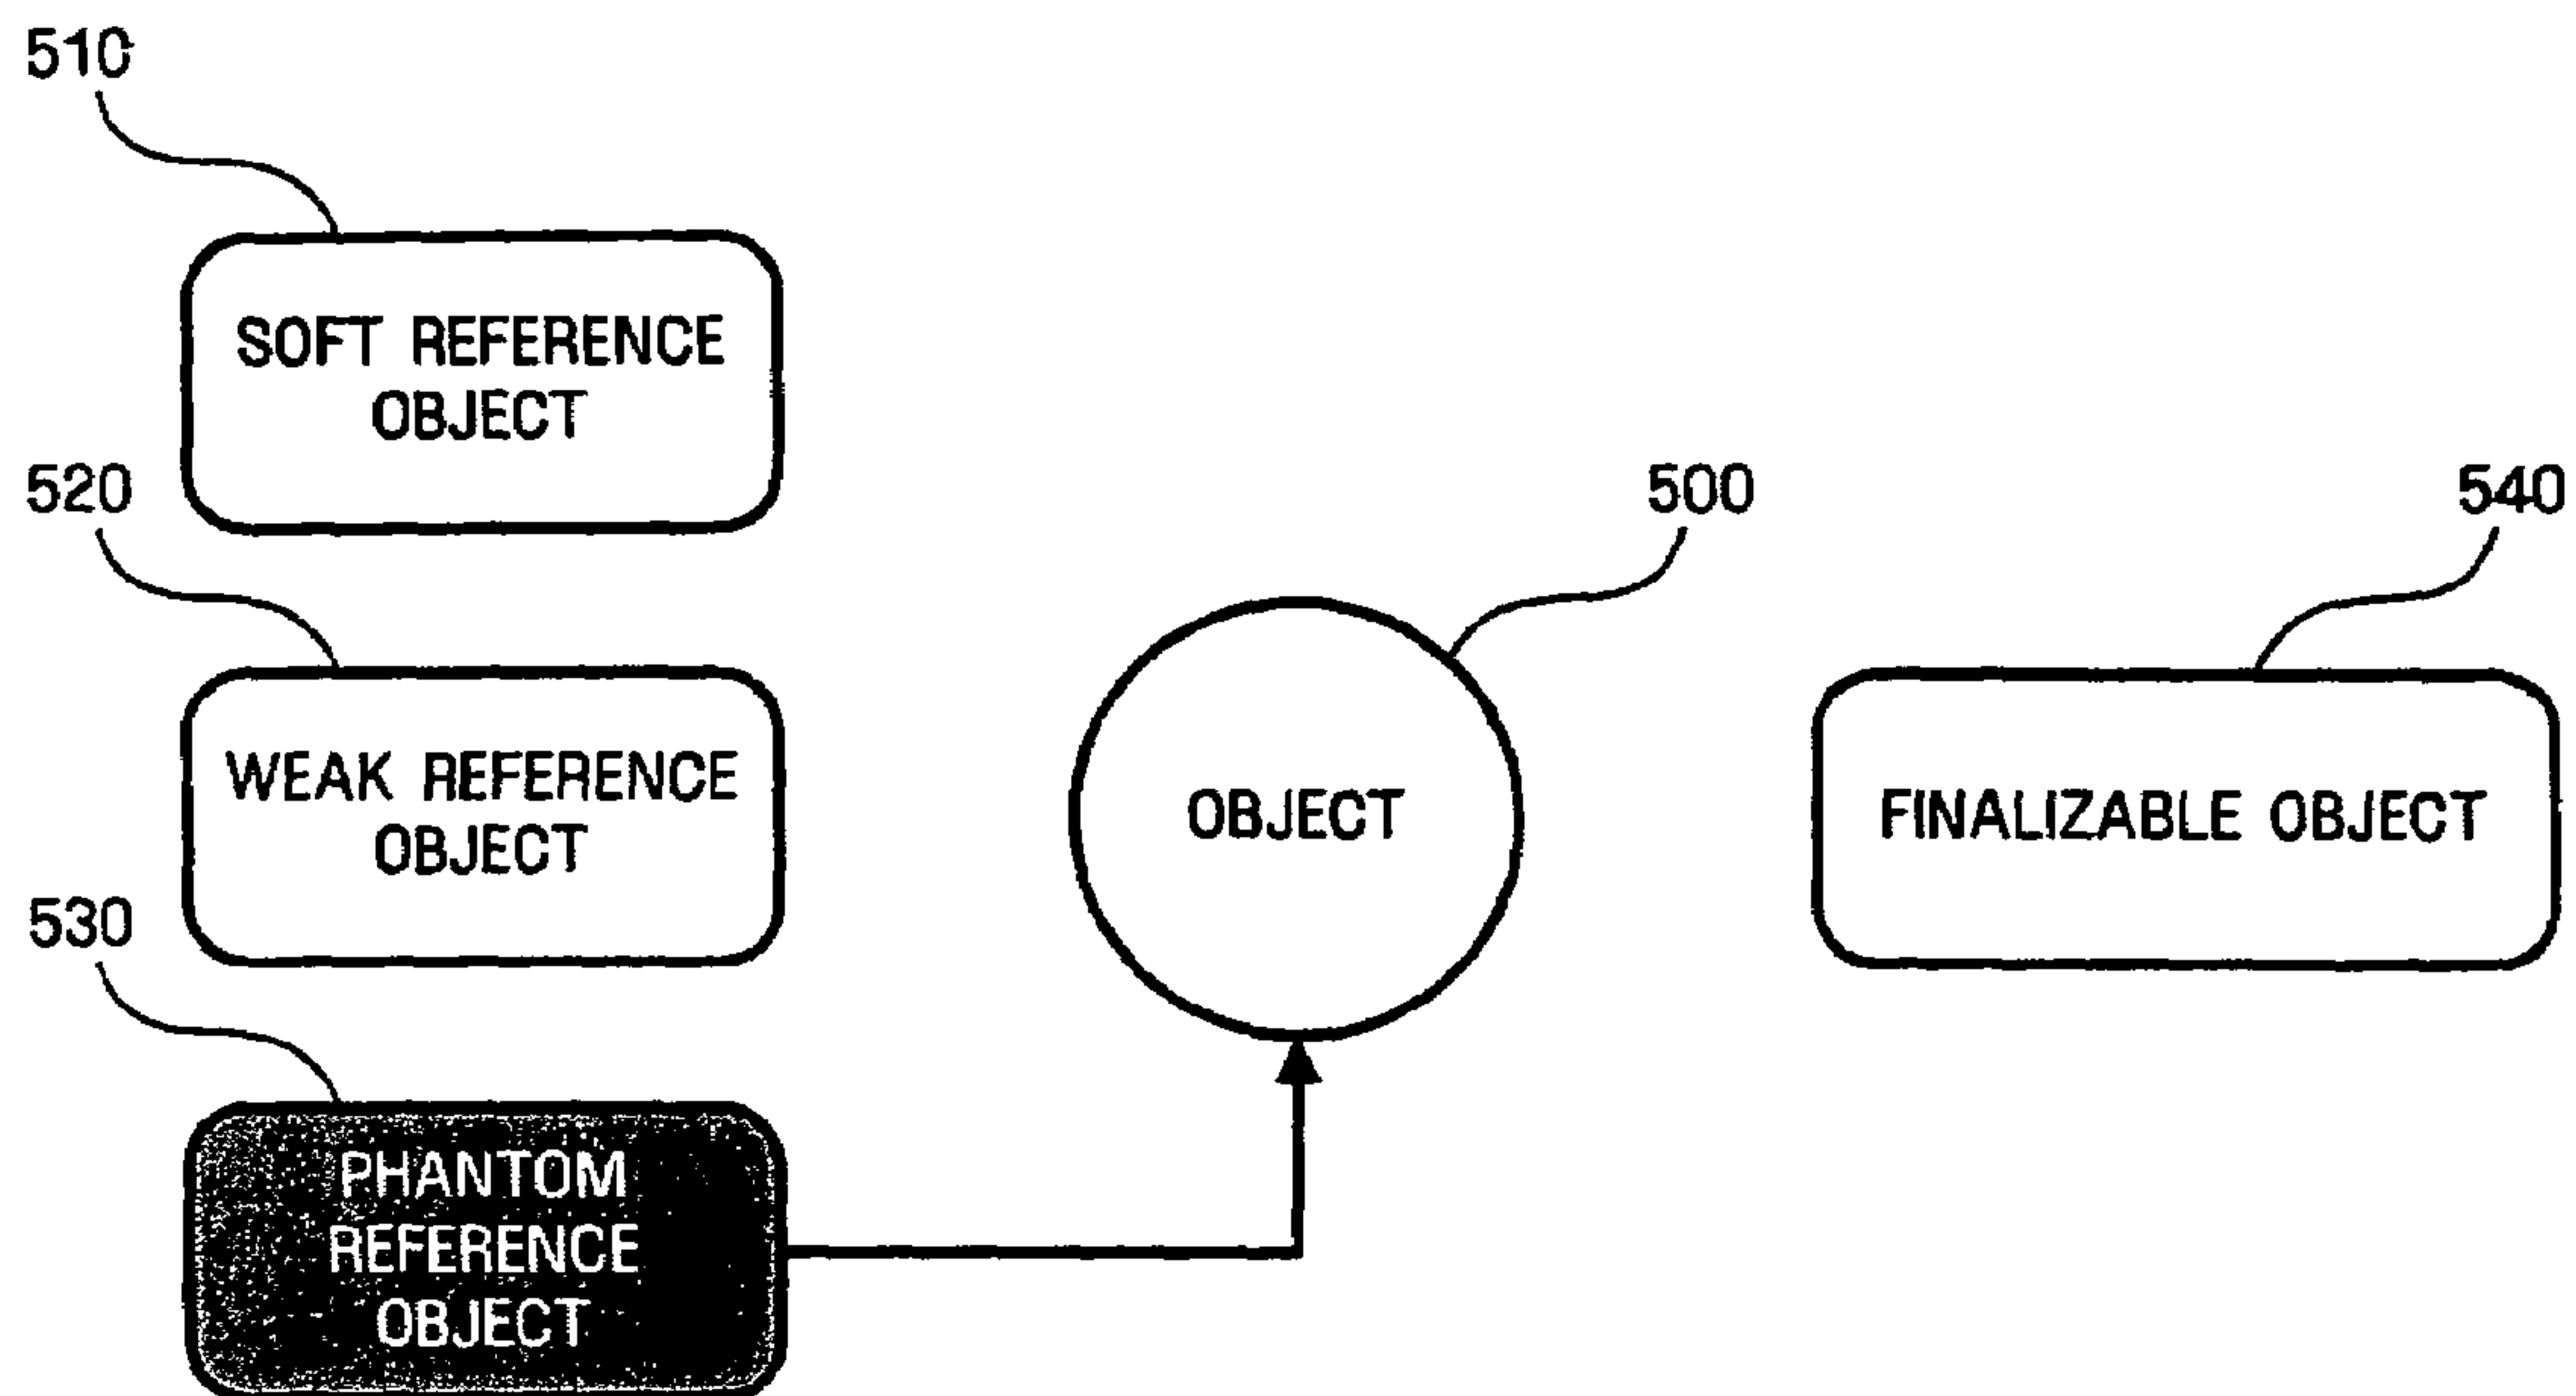 510
SOFT REFERENCE
OBJECT
520
WEAK REFERENCE
OBJECT
530
PHANTOM
REFERENCE
OBJECT
500
OBJECT
540
FINALIZABLE OBJECT